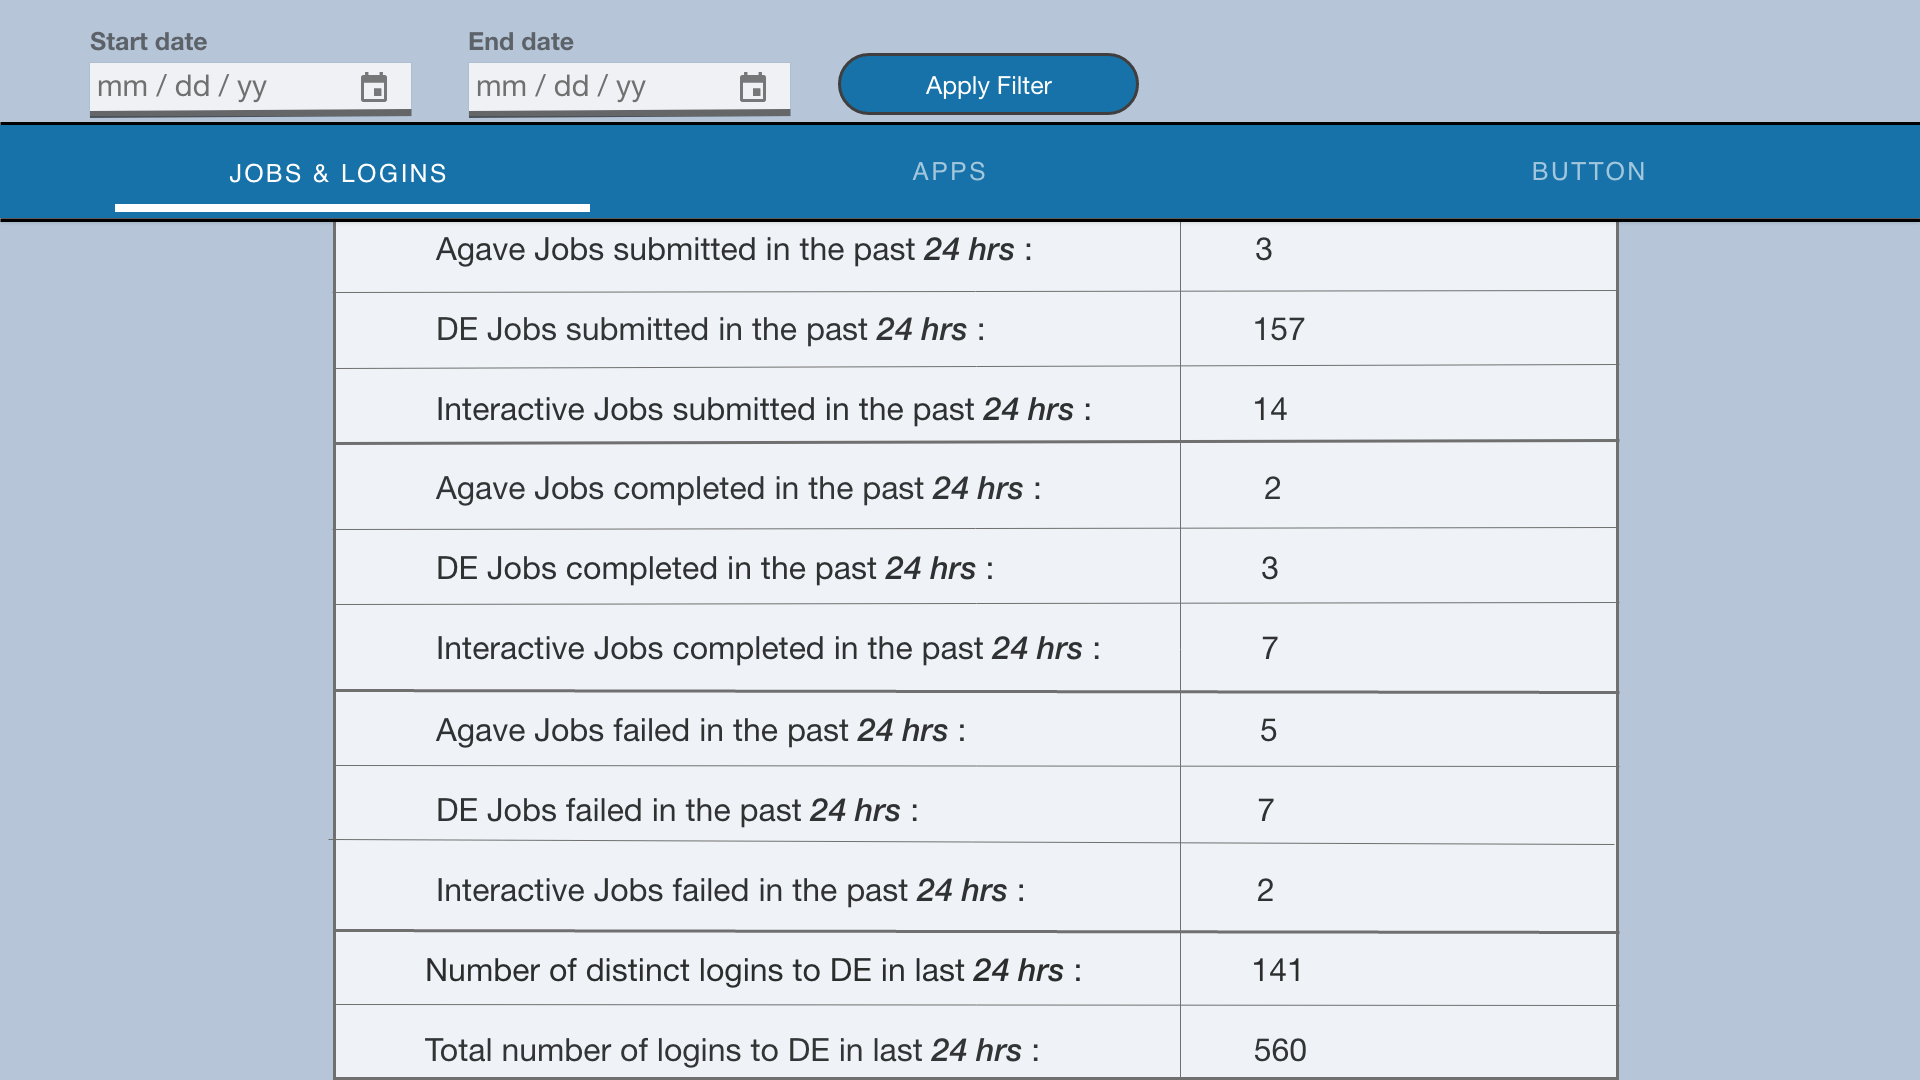 Start date End date
mm / dd / yy mm / dd / yy Apply Filter
JOBS & LOGINS APPS BUTTON
Agave Jobs submitted in the past 24 hrs : 3
DE Jobs submitted in the past 24 hrs : 157
Interactive Jobs submitted in the past 24 hrs : 14
Agave Jobs completed in the past 24 hrs : 2
DE Jobs completed in the past 24 hrs : 3
Interactive Jobs completed in the past 24 hrs : 7
Agave Jobs failed in the past 24 hrs : 5
DE Jobs failed in the past 24 hrs : 7
Interactive Jobs failed in the past 24 hrs : 2
Number of distinct logins to DE in last 24 hrs : 141
Total number of logins to DE in last 24 hrs : 560